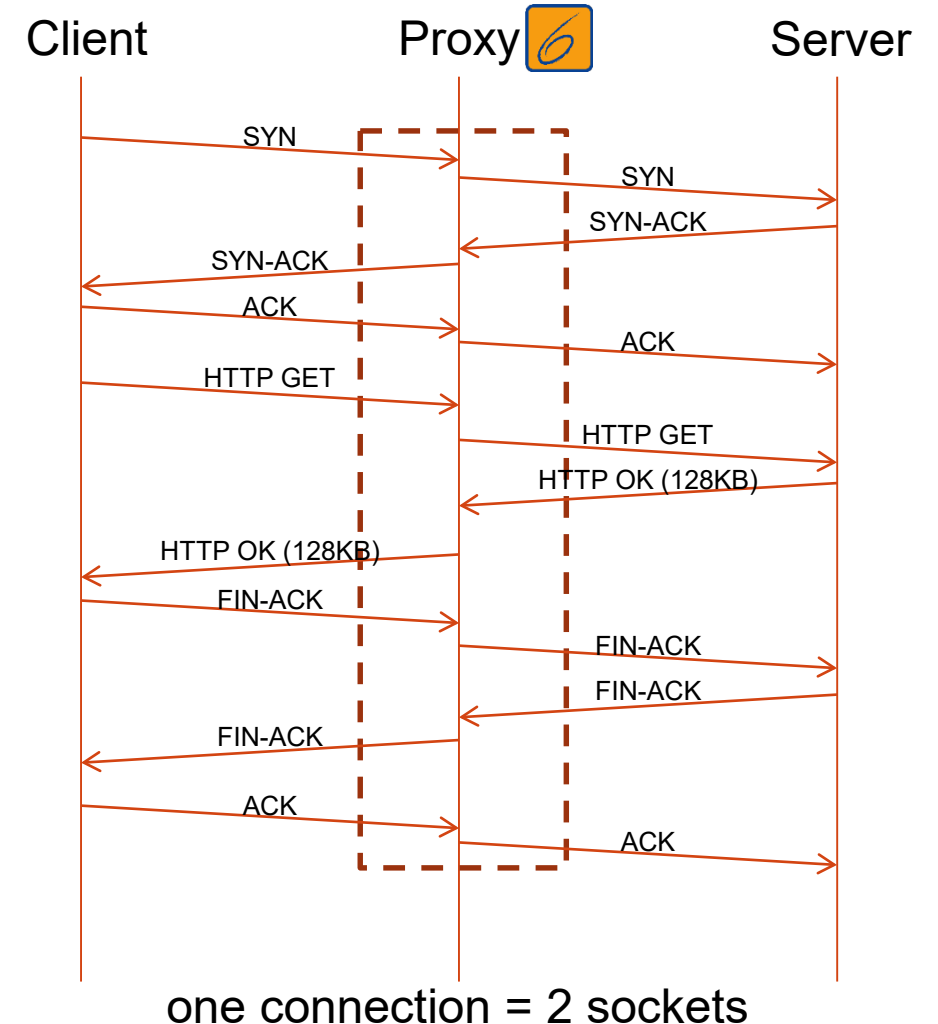 Client Proxy 6 Server
SYN
SYN
SYN-ACK
SYN-ACK
ACK
ACK
HTTP GET
HTTP GET
HTTP OK (128KB)
HTTP OK (128KB)
FIN-ACK
FIN-ACK
FIN-ACK
FIN-ACK
ACK
ACK
one connection = 2 sockets